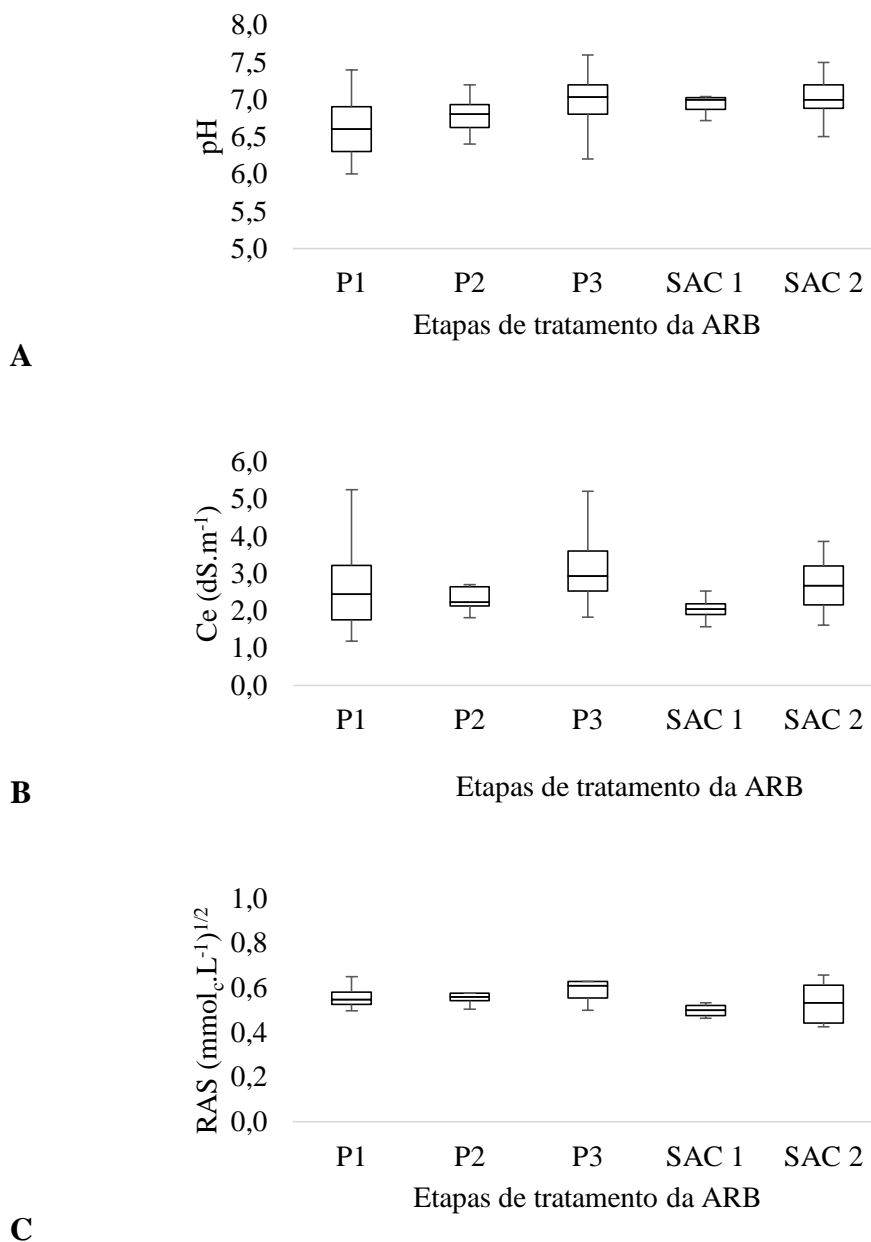 8,0
7,5
7,0
6,5
6,0
5,5
5,0
pH
P1 P2 P3 SAC 1 SAC 2
Etapas de tratamento da ARB
A
6,0
5,0
4,0
3,0
2,0
1,0
0,0
Ce (dS.m⁻¹)
P1 P2 P3 SAC 1 SAC 2
Etapas de tratamento da ARB
B
1,0
0,8
0,6
0,4
0,2
0,0
RAS (mmol_c.L⁻¹)^1/2
P1 P2 P3 SAC 1 SAC 2
Etapas de tratamento da ARB
C